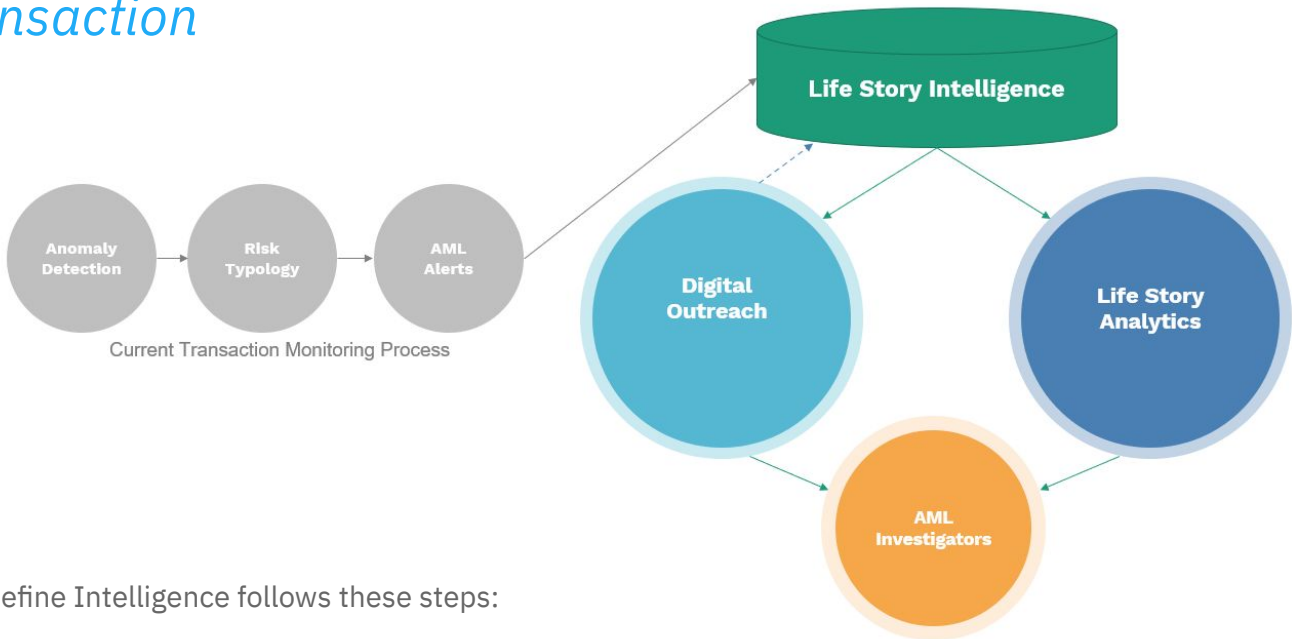 nsaction
Life Story Intelligence
Anomaly
Detection
Risk
Typology
AML
Alerts
Current Transaction Monitoring Process
Digital
Outreach
Life Story
Analytics
AML
Investigators
efine Intelligence follows these steps: